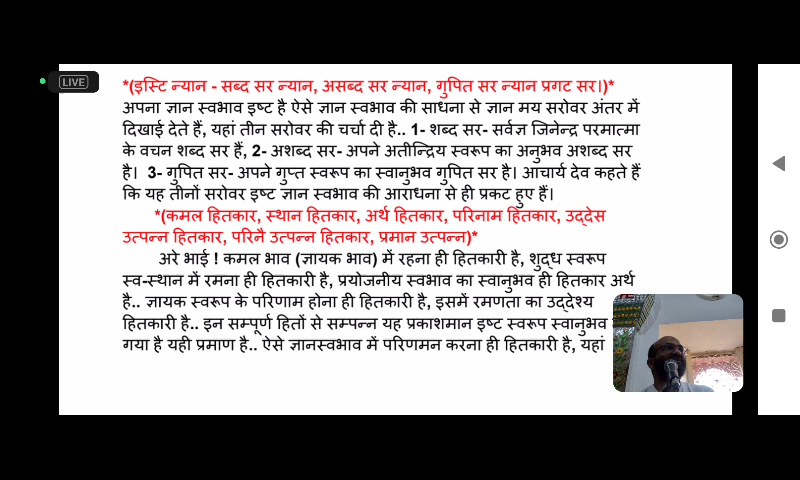 LIVE
*(इस्टि न्यान - सब्द सर न्यान, असब्द सर न्यान, गुपित सर न्यान प्रगट सर।)*
अपना ज्ञान स्वभाव इष्ट है ऐसे ज्ञान स्वभाव की साधना से ज्ञान मय सरोवर अंतर में
दिखाई देते हैं, यहां तीन सरोवर की चर्चा दी है.. 1- शब्द सर- सर्वज्ञ जिनेन्द्र परमात्मा
के वचन शब्द सर हैं, 2- अशब्द सर- अपने अतीन्द्रिय स्वरूप का अनुभव अशब्द सर
है। 3- गुपित सर- अपने गुप्त स्वरूप का स्वानुभव गुपित सर है। आचार्य देव कहते हैं
कि यह तीनों सरोवर इष्ट ज्ञान स्वभाव की आराधना से ही प्रकट हुए हैं।
*(कमल हितकार, स्थान हितकार, अर्थ हितकार, परिनाम हितकार, उद्देस
उत्पन्न हितकार, परिनै उत्पन्न हितकार, प्रमान उत्पन्न)*
अरे भाई ! कमल भाव (ज्ञायक भाव) में रहना ही हितकारी है, शुद्ध स्वरूप
स्व-स्थान में रमना ही हितकारी है, प्रयोजनीय स्वभाव का स्वानुभव ही हितकार अर्थ
है.. ज्ञायक स्वरूप के परिणाम होना ही हितकारी है, इसमें रमणता का उद्देश्य
हितकारी है.. इन सम्पूर्ण हितों से सम्पन्न यह प्रकाशमान इष्ट स्वरूप स्वानुभव
गया है यही प्रमाण है.. ऐसे ज्ञानस्वभाव में परिणमन करना ही हितकारी है, यहां